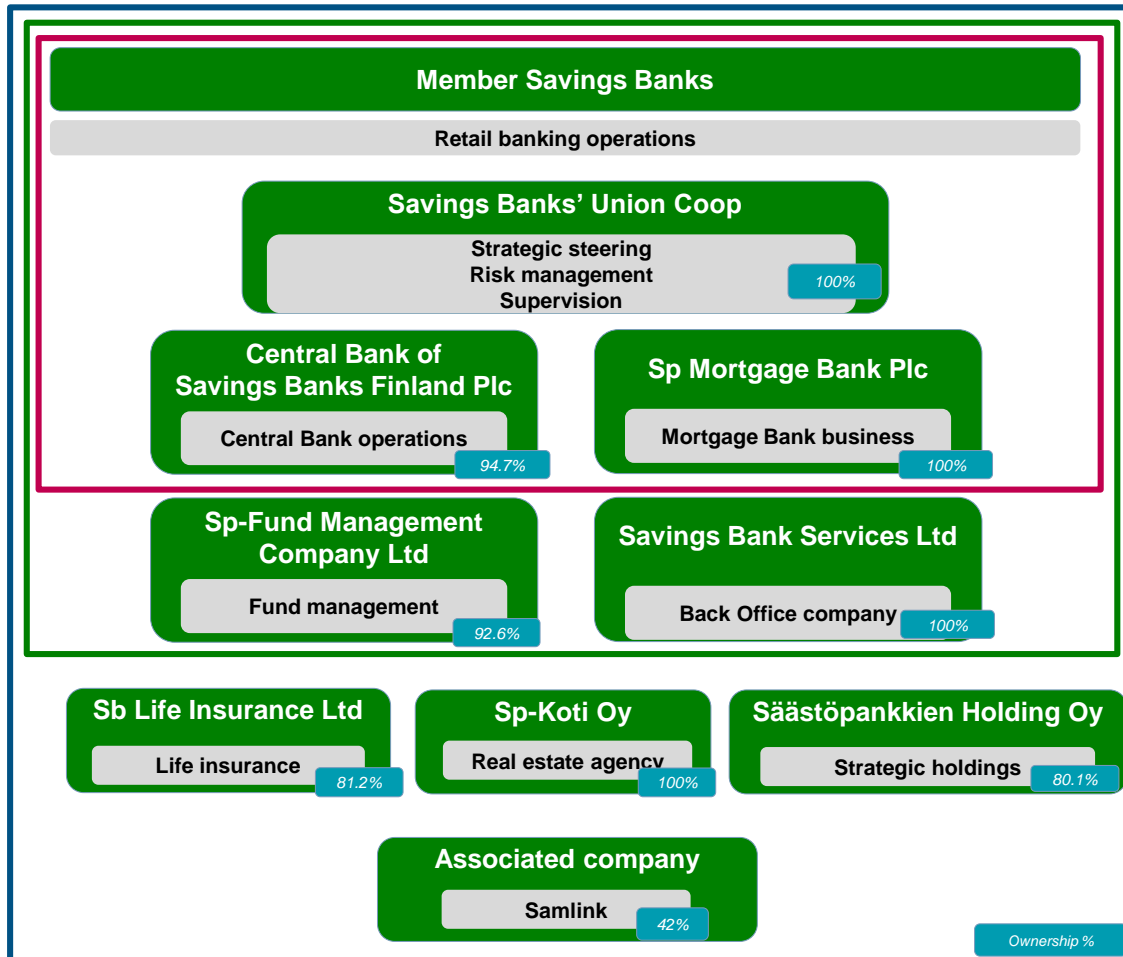 Member Savings Banks
Retail banking operations
Savings Banks’ Union Coop
Strategic steering
Risk management
Supervision
100%
Central Bank of
Savings Banks Finland Plc
Central Bank operations
94.7%
Sp Mortgage Bank Plc
Mortgage Bank business
100%
Sp-Fund Management
Company Ltd
Fund management
92.6%
Savings Bank Services Ltd
Back Office company
100%
Sb Life Insurance Ltd
Life insurance
81.2%
Sp-Koti Oy
Real estate agency
100%
Säästöpankkien Holding Oy
Strategic holdings
80.1%
Associated company
Samlink
42%
Ownership %